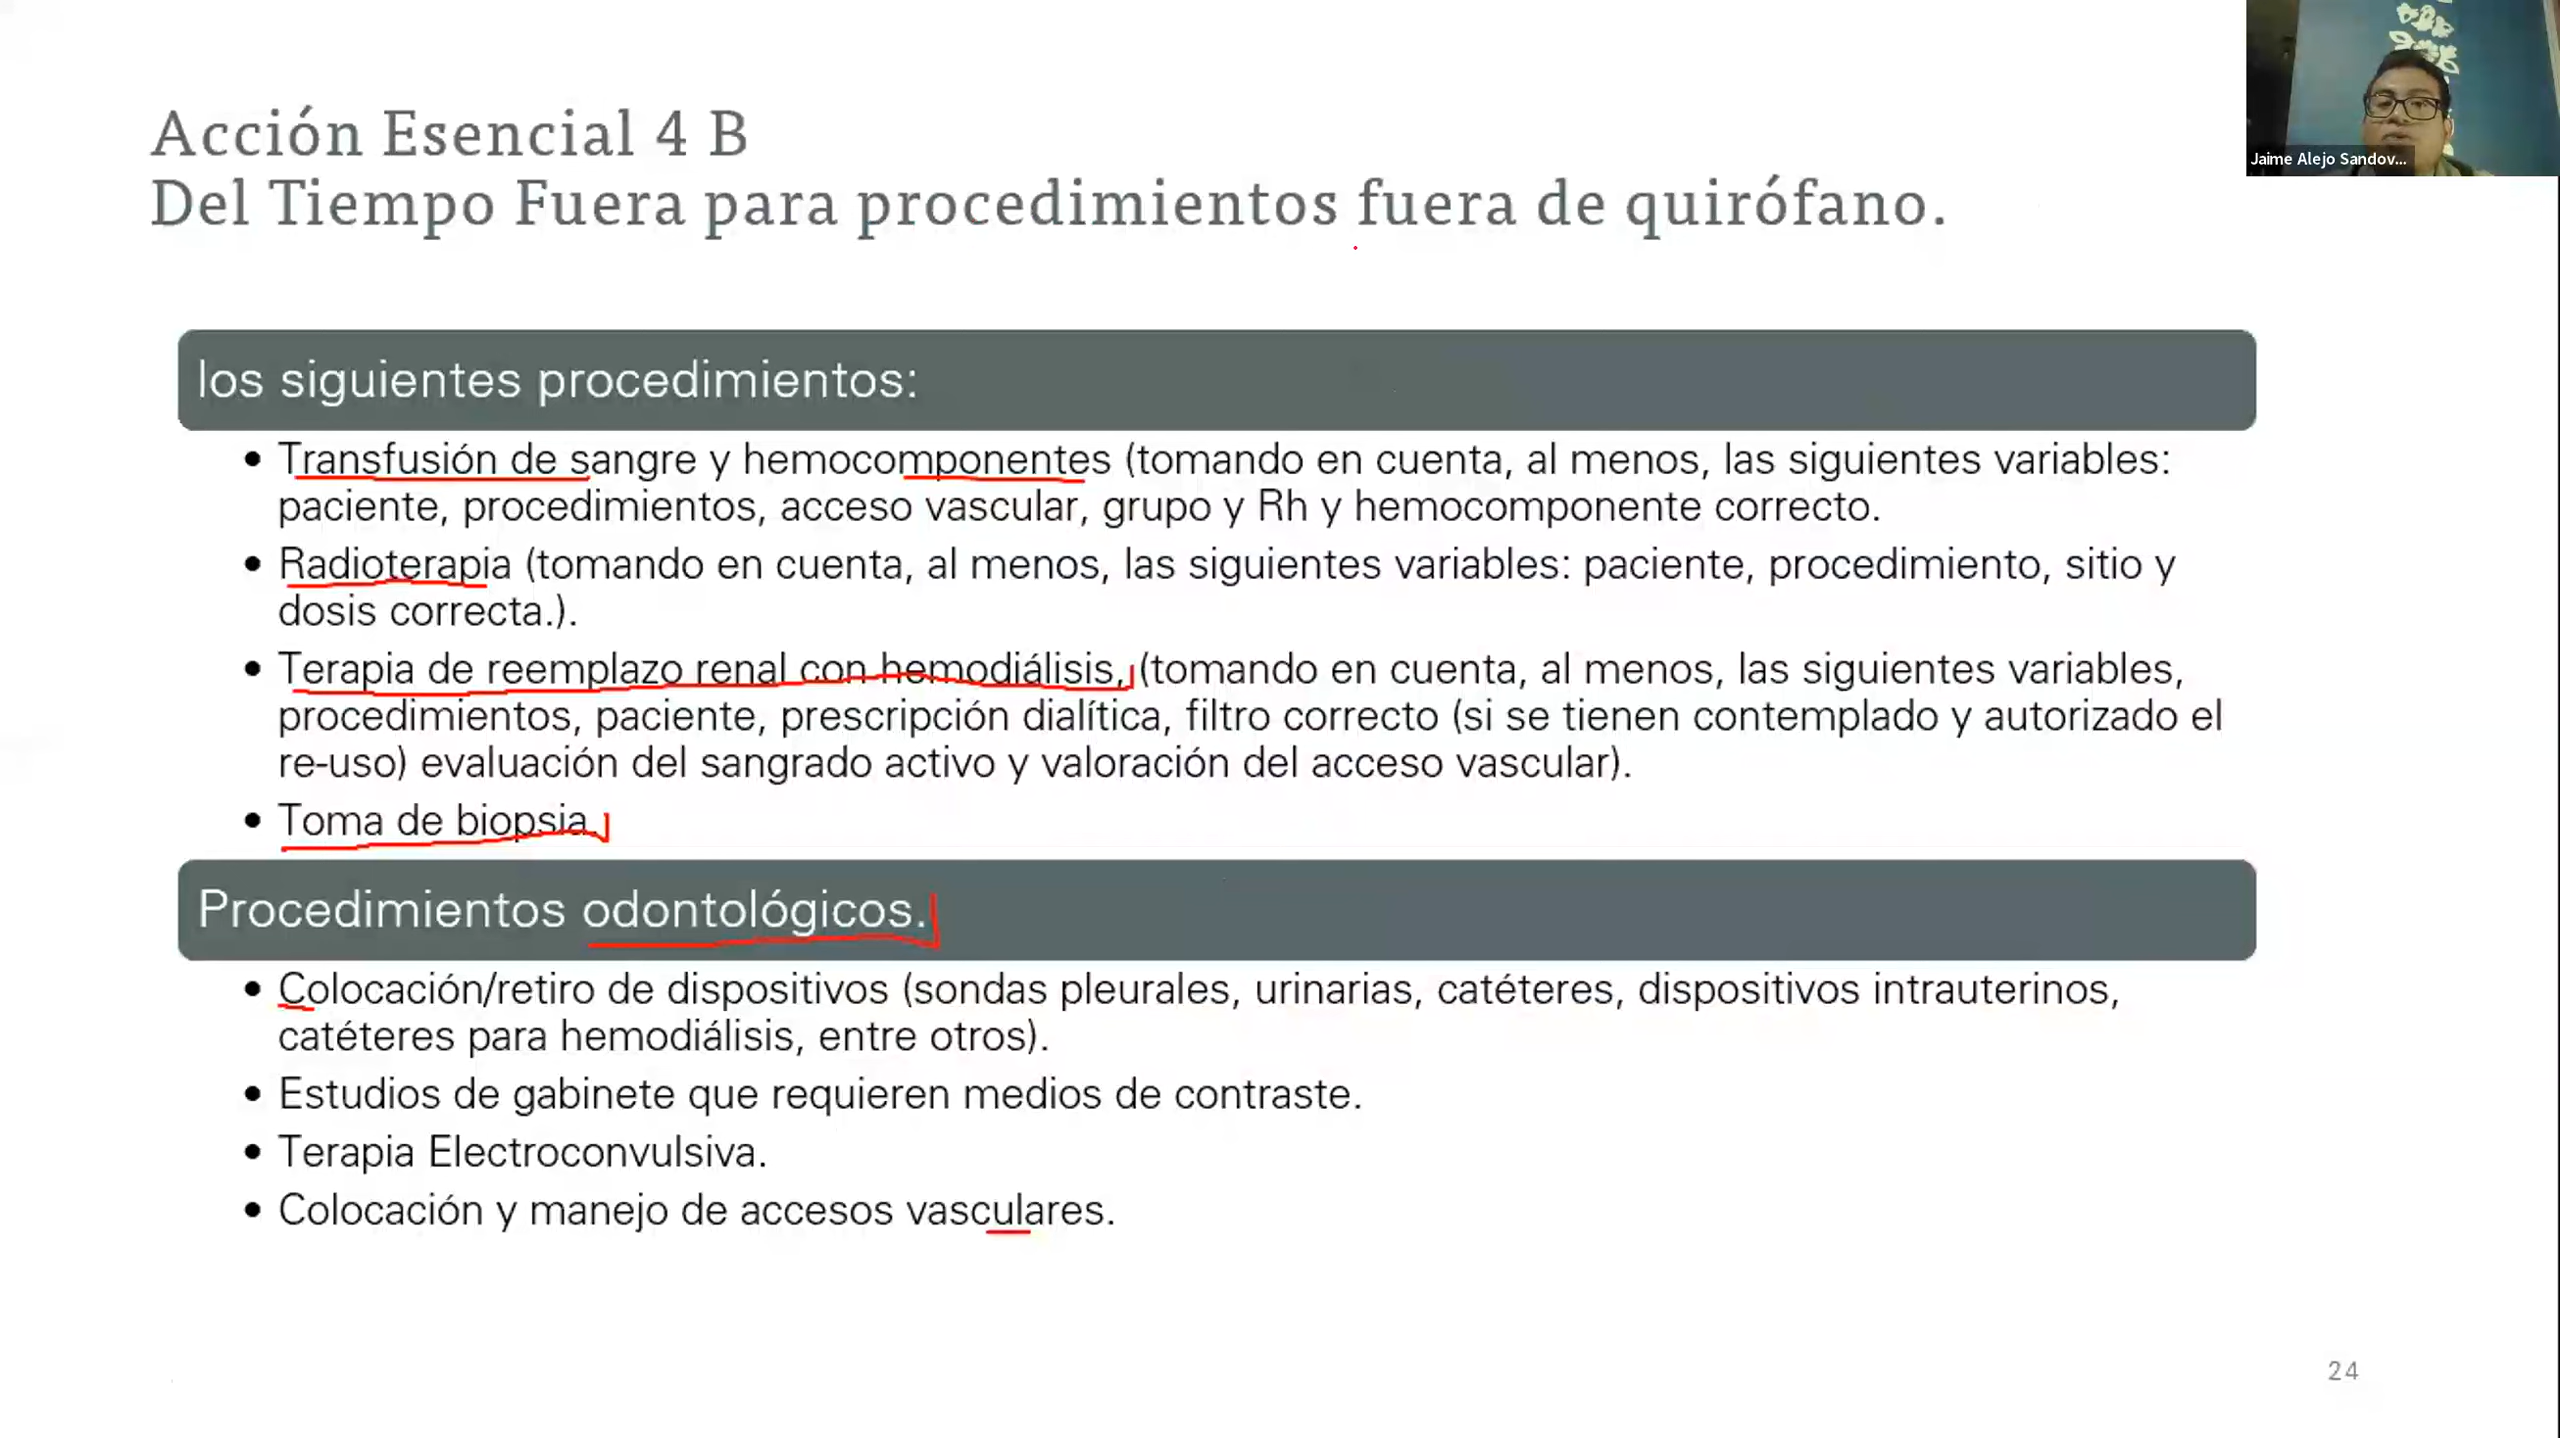 Acción Esencial 4 B
Del Tiempo Fuera para procedimientos fuera de quirófano.
Jaime Alejo Sandov...
los siguientes procedimientos:
• Transfusión de sangre y hemocomponentes (tomando en cuenta, al menos, las siguientes variables:
paciente, procedimientos, acceso vascular, grupo y Rh y hemocomponente correcto.
• Radioterapia (tomando en cuenta, al menos, las siguientes variables: paciente, procedimiento, sitio y
dosis correcta.).
• Terapia de reemplazo renal con hemodiálisis, (tomando en cuenta, al menos, las siguientes variables,
procedimientos, paciente, prescripción dialítica, filtro correcto (si se tienen contemplado y autorizado el
re-uso) evaluación del sangrado activo y valoración del acceso vascular).
• Toma de biopsia.
Procedimientos odontológicos.
• Colocación/retiro de dispositivos (sondas pleurales, urinarias, catéteres, dispositivos intrauterinos,
catéteres para hemodiálisis, entre otros).
• Estudios de gabinete que requieren medios de contraste.
• Terapia Electroconvulsiva.
• Colocación y manejo de accesos vasculares.
24